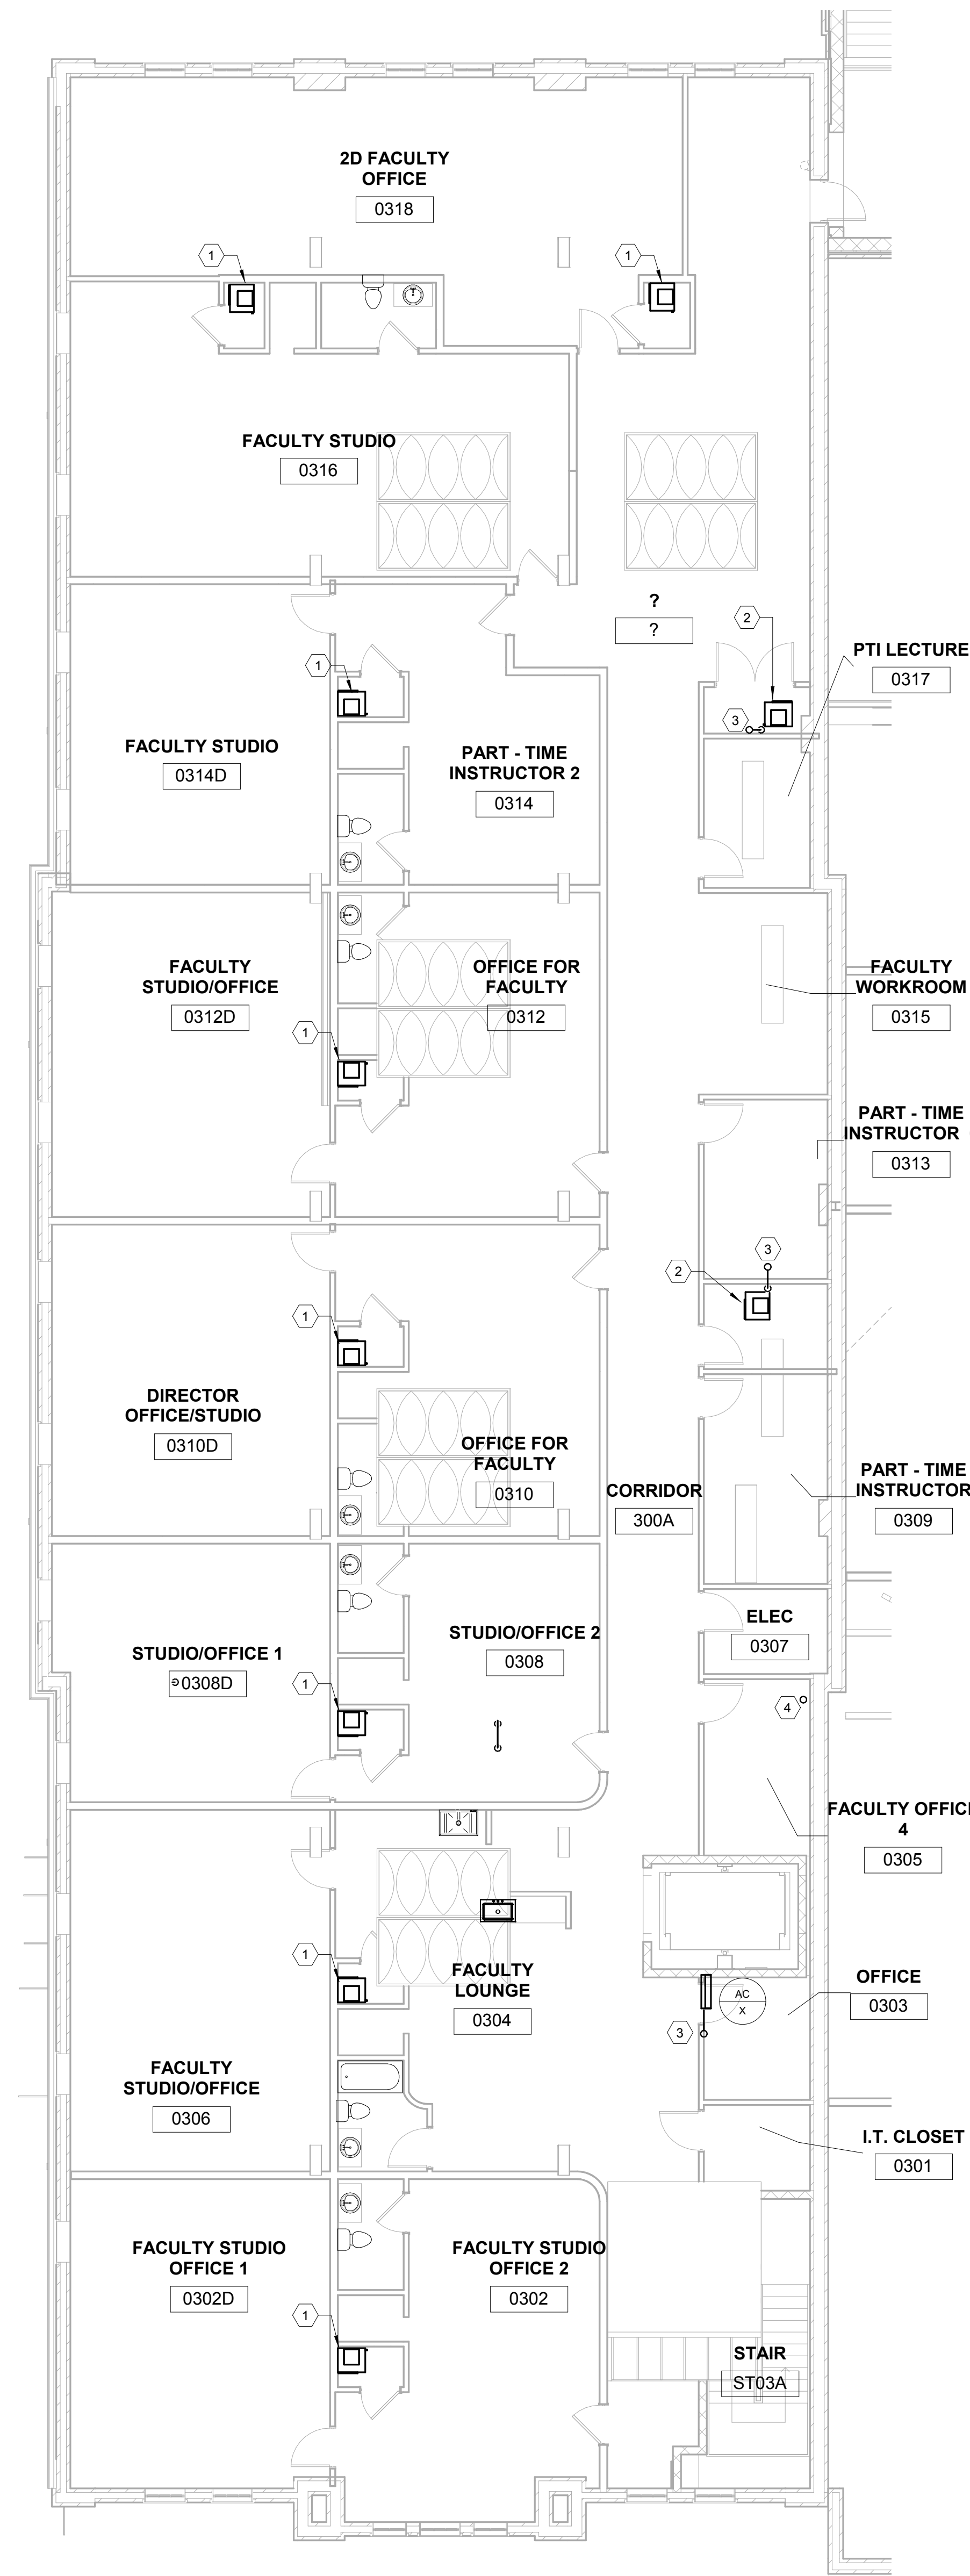 2D FACULTY
OFFICE
0318
1
1
FACULTY STUDIO
0316
?
?
2
PTI LECTURE
0317
1
3
FACULTY STUDIO
0314D
PART - TIME
INSTRUCTOR 2
0314
FACULTY
STUDIO/OFFICE
0312D
OFFICE FOR
FACULTY
0312
FACULTY
WORKROOM
0315
1
PART - TIME
INSTRUCTOR
0313
3
2
1
DIRECTOR
OFFICE/STUDIO
0310D
OFFICE FOR
FACULTY
0310
CORRIDOR
300A
PART - TIME
INSTRUCTOR
0309
ELEC
0307
STUDIO/OFFICE 1
0308D
STUDIO/OFFICE 2
0308
1
4
FACULTY OFFICE
4
0305
1
FACULTY
LOUNGE
0304
OFFICE
0303
AC
X
3
FACULTY
STUDIO/OFFICE
0306
I.T. CLOSET
0301
FACULTY STUDIO
OFFICE 1
0302D
FACULTY STUDIO
OFFICE 2
0302
1
STAIR
ST03A